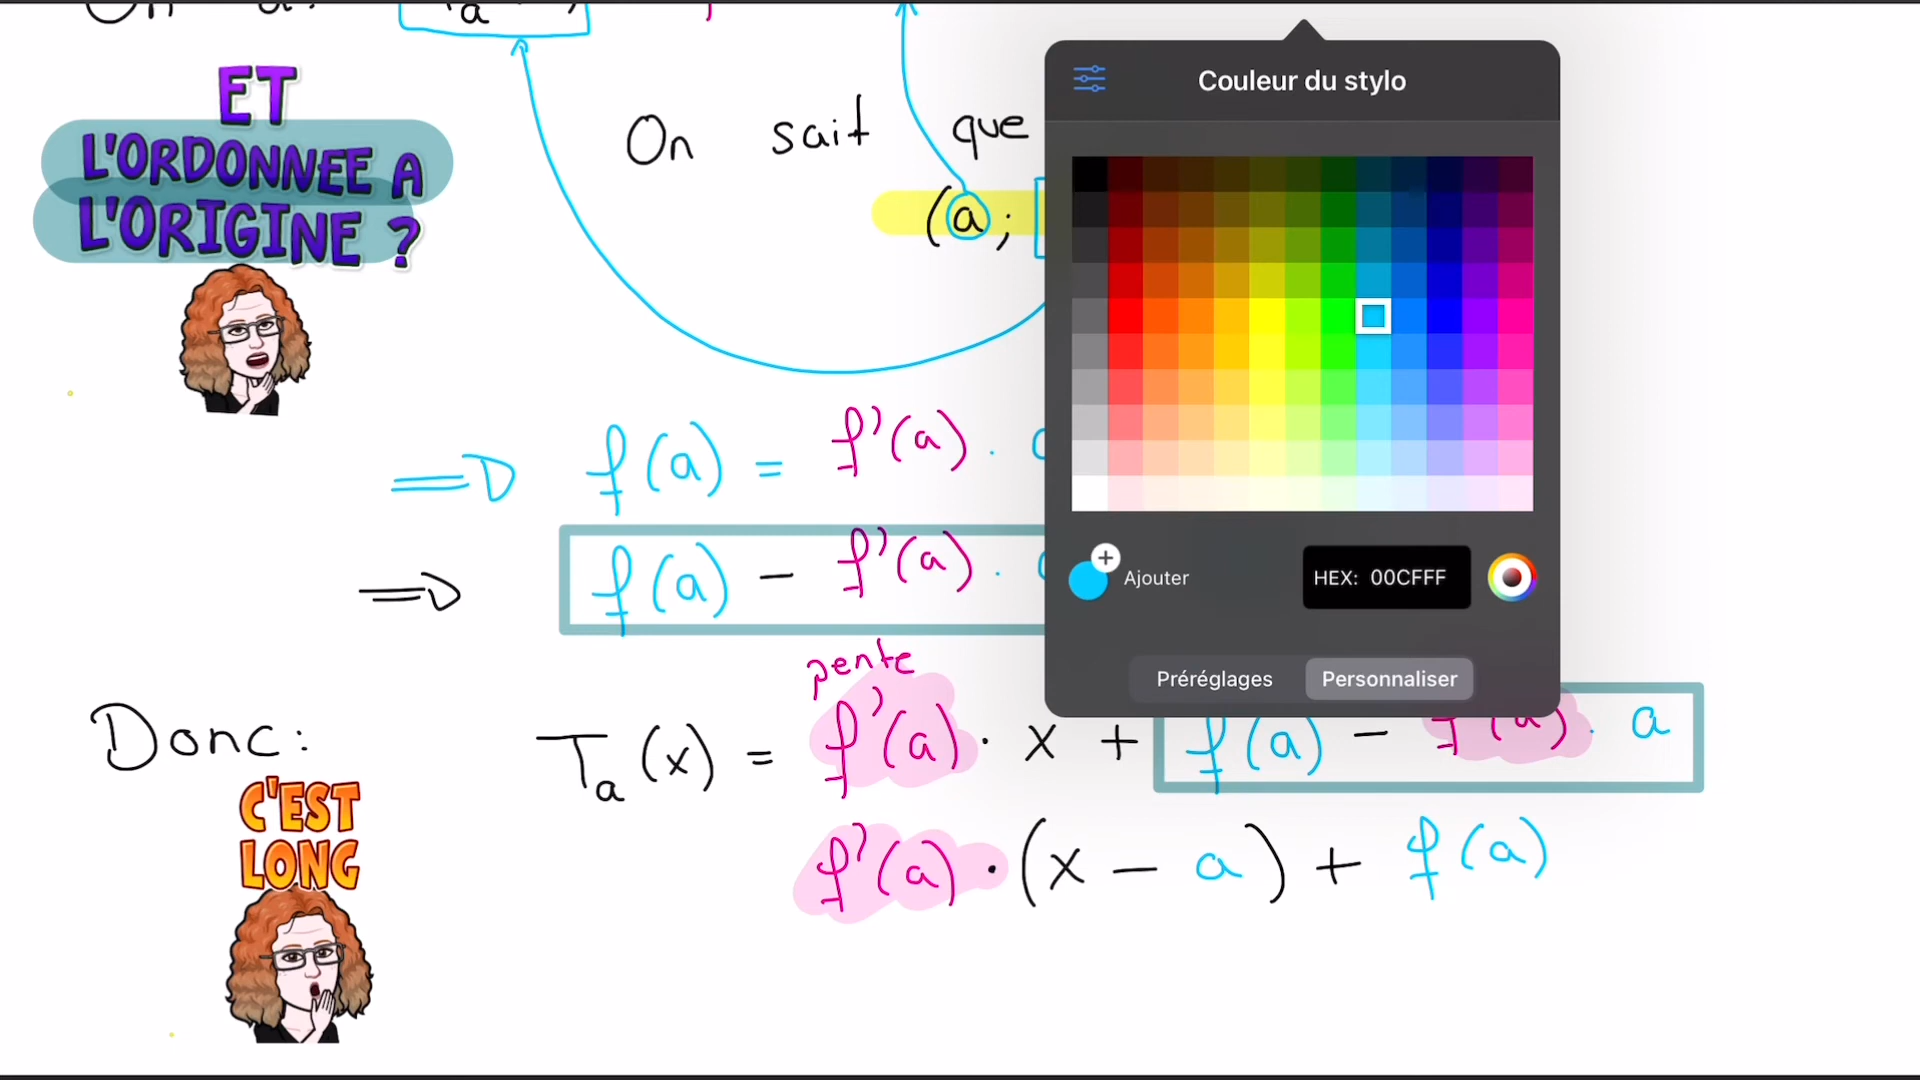 ET
L'ORDONNEE A
L'ORIGINE ?
On sait que
(a;
Couleur du stylo
Ajouter
HEX: 00CFFF
Préréglages
Personnaliser
⇒ f(a) = f'(a) ·
⇒ f(a) - f'(a) ·
pente
Donc: Ta(x) = f'(a) · x + f(a) - f'(a) · a
C'EST
LONG
f'(a) · (x - a) + f(a)